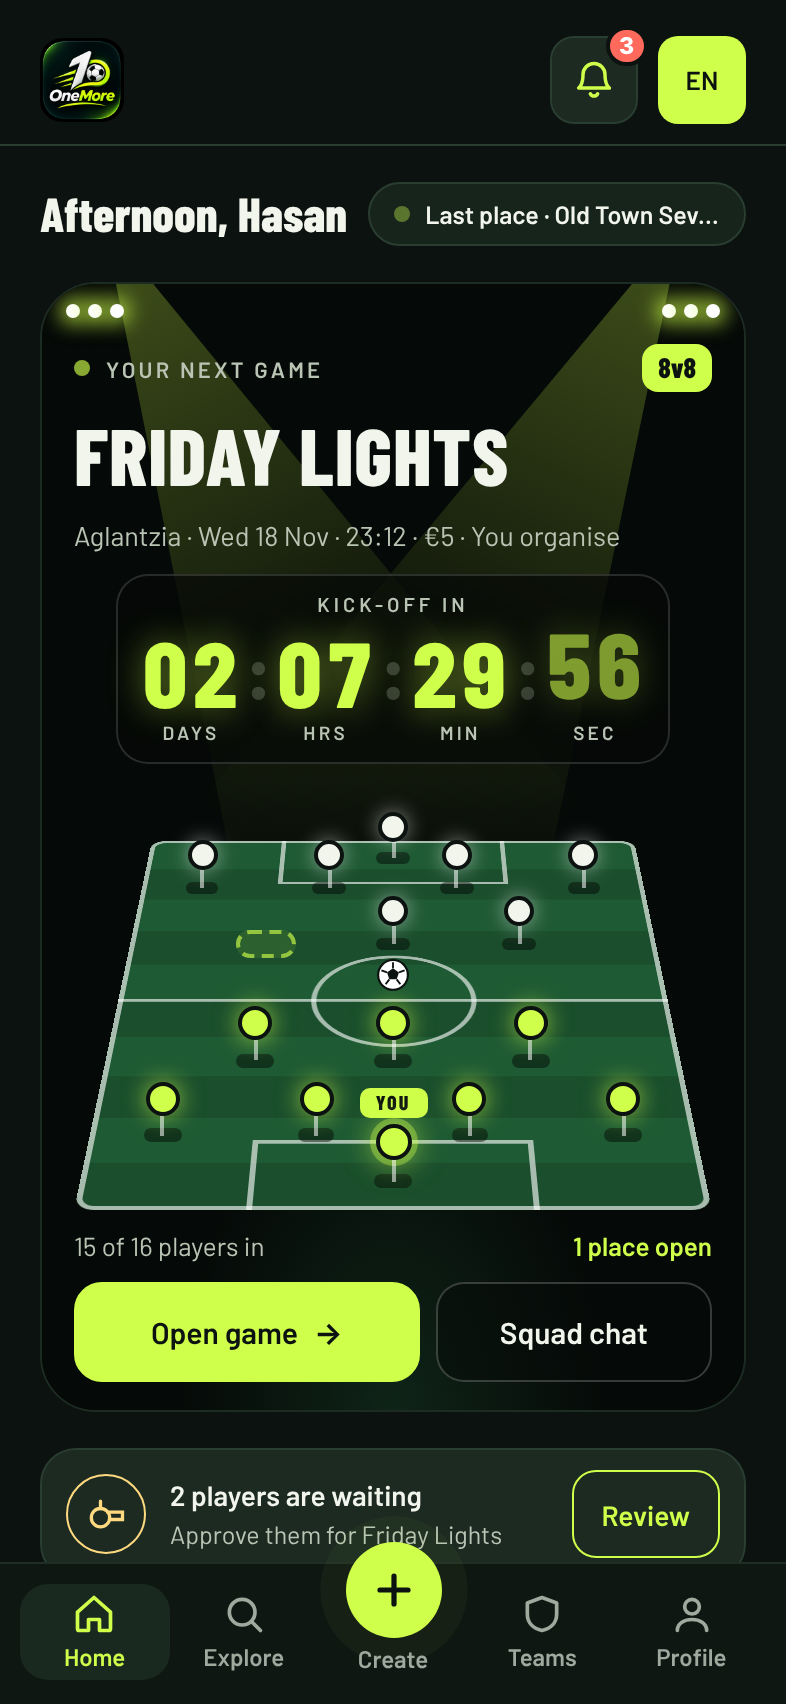 OneMore
3
EN
Afternoon, Hasan
Last place · Old Town Sev...
YOUR NEXT GAME
8v8
FRIDAY LIGHTS
Aglantzia · Wed 18 Nov · 23:12 · €5 · You organise
KICK-OFF IN
02:07:29:56
DAYS HRS MIN SEC
YOU
15 of 16 players in
1 place open
Open game →
Squad chat
2 players are waiting
Approve them for Friday Lights
Review
Home
Explore
Create
Teams
Profile